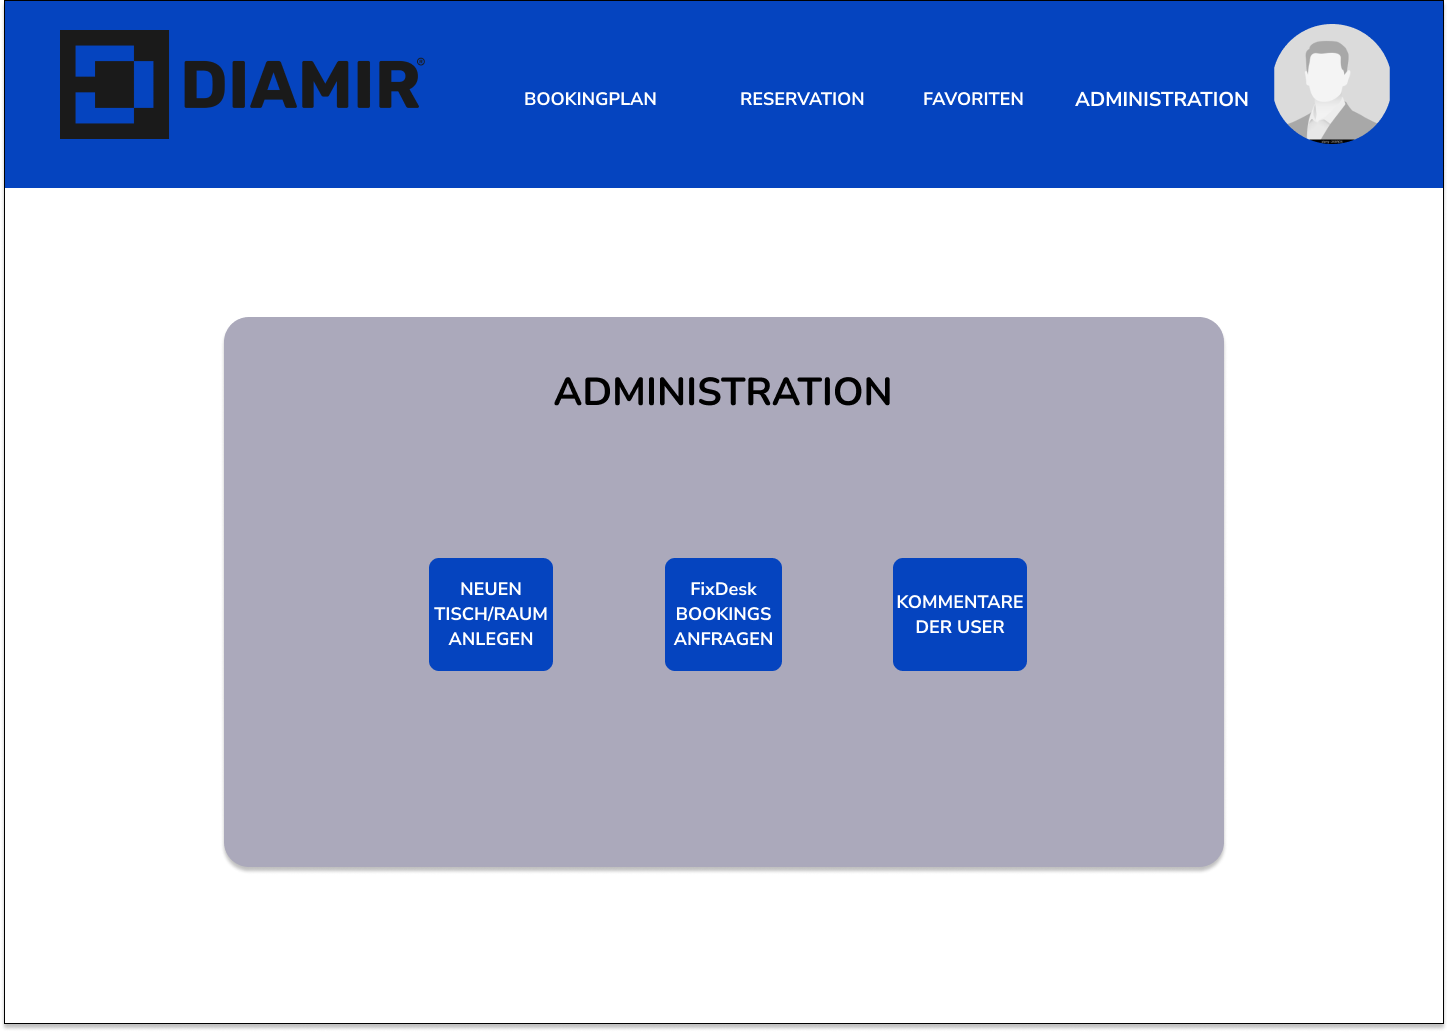 DIAMIR®
BOOKINGPLAN
RESERVATION
FAVORITEN
ADMINISTRATION
ADMINISTRATION
NEUEN
TISCH/RAUM
ANLEGEN
FixDesk
BOOKINGS
ANFRAGEN
KOMMENTARE
DER USER